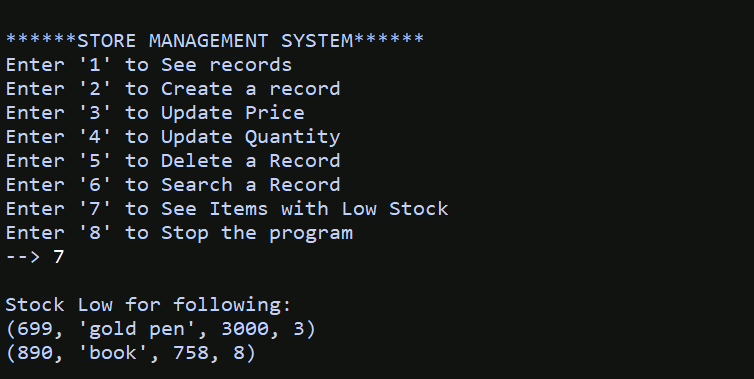 ******STORE MANAGEMENT SYSTEM******
Enter '1' to See records
Enter '2' to Create a record
Enter '3' to Update Price
Enter '4' to Update Quantity
Enter '5' to Delete a Record
Enter '6' to Search a Record
Enter '7' to See Items with Low Stock
Enter '8' to Stop the program
--> 7
Stock Low for following:
(699, 'gold pen', 3000, 3)
(890, 'book', 758, 8)